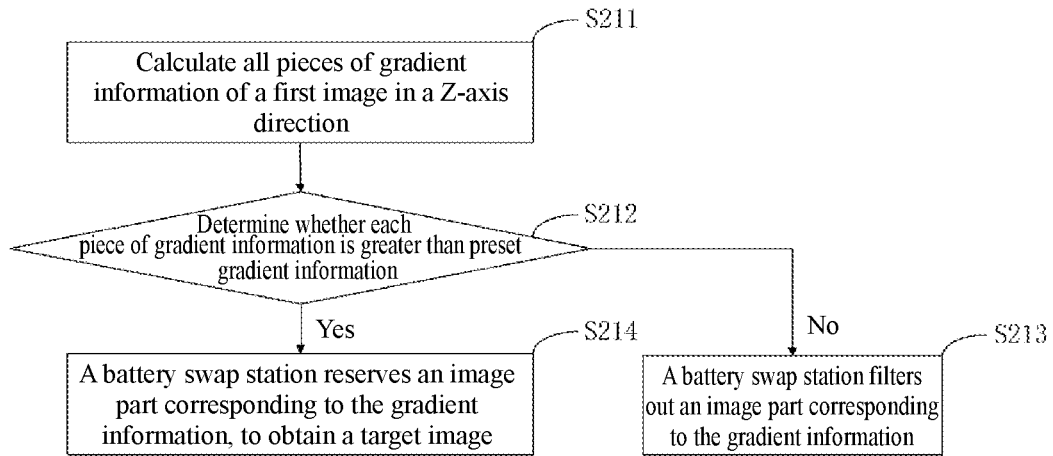 S211
Calculate all pieces of gradient
information of a first image in a Z-axis
direction
S212
Determine whether each
piece of gradient information is greater than preset
gradient information
Yes
No
S214
S213
A battery swap station reserves an image
part corresponding to the gradient
information, to obtain a target image
A battery swap station filters
out an image part corresponding
to the gradient information